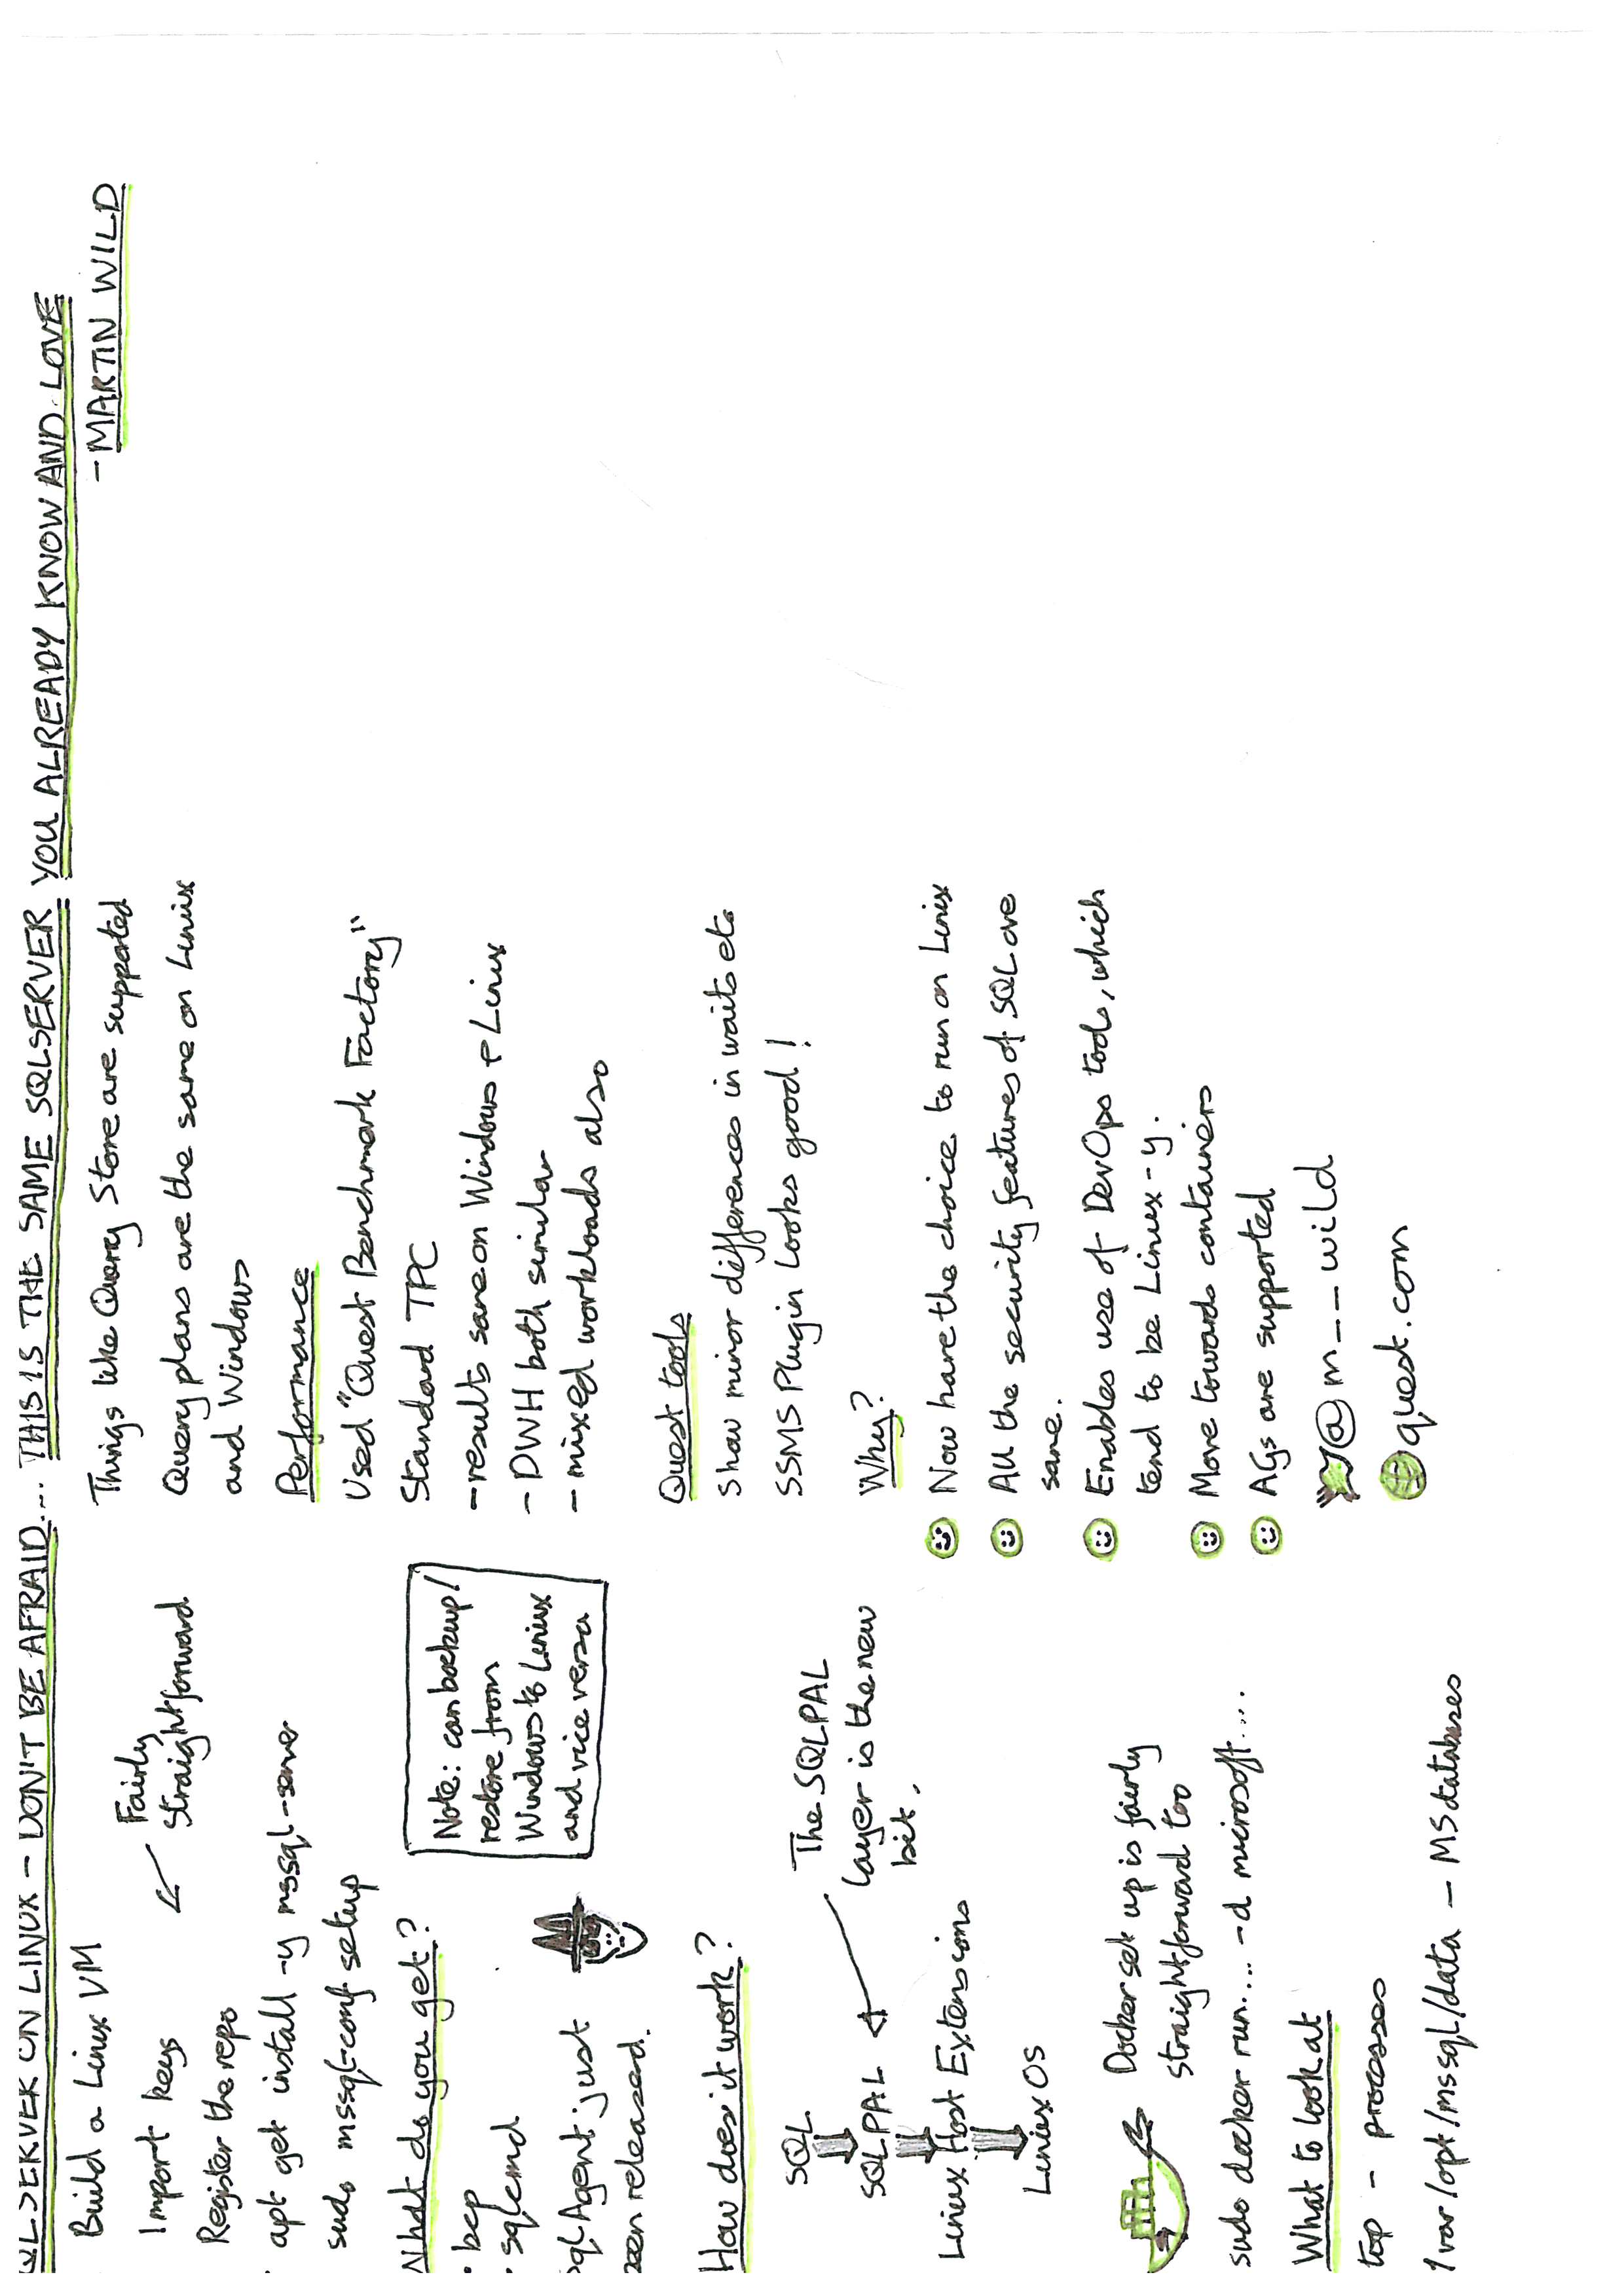 QL SERVER ON LINUX - DON'T BE AFRAID.... THIS IS THE SAME SQLSERVER YOU ALREADY KNOW AND LOVE
- MARTIN WILD
Build a Linux VM
Import keys
Fairly
Straightforward
Register the repo
apt get install -y mssql-server
sudo mssql-conf setup
What do you get?
• bcp
• sqlcmd
sql Agent just
been released.
Note: can backup/
restore from
Windows to Linux
and vice versa
How does it work?
SQL
SQLPAL
Linux Host Extensions
Linux OS
The SQLPAL
layer is the new
bit.
Docker set up is fairly
straightforward too
sudo docker run.... -d microsoft....
What to look at
top - processes
/var/opt/mssql/data - MS databases
Things like Query Store are supported
Query plans are the same on Linux
and Windows
Performance
Used "Quest Benchmark Factory"
Standard TPC
- results same on Windows & Linux
- DWH both similar
- mixed workloads also
Quest tools
Show minor differences in waits etc
SSMS Plugin looks good!
Why?
Now have the choice to run on Linux
All the security features of SQL are
same.
Enables use of DevOps tools, which
tend to be Linux-y.
Move towards containers
AGs are supported
@m__wild
quest.com